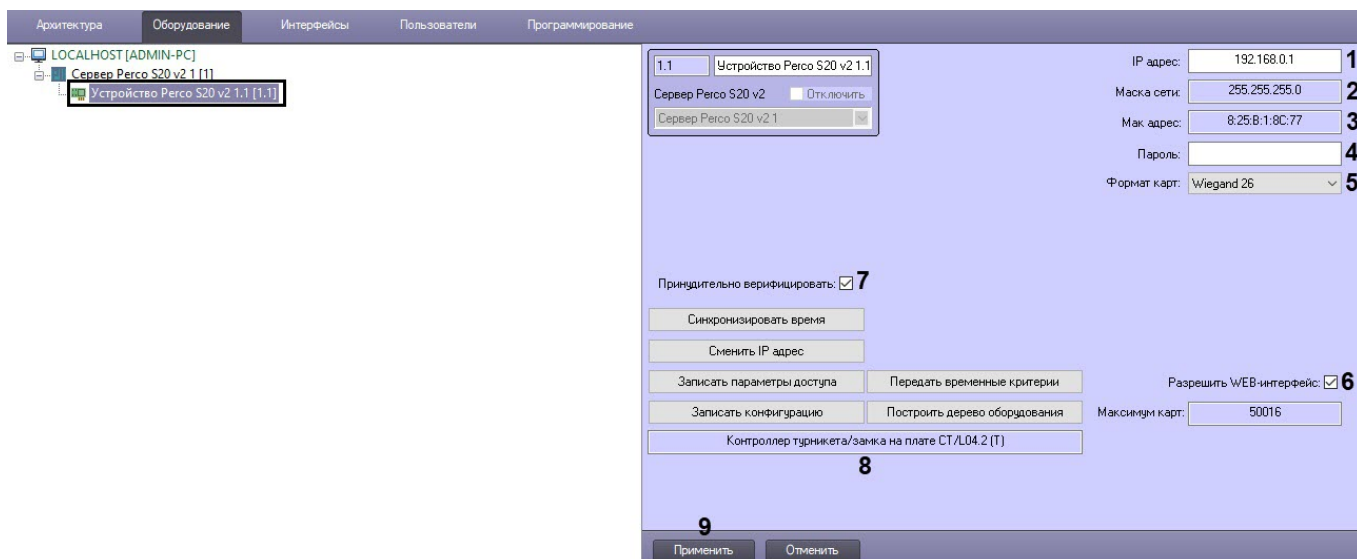 Архитектура Оборудование Интерфейсы Пользователи Программирование
LOCALHOST [ADMIN-PC]
Сервер Perco S20 v2 1 [1]
Устройство Perco S20 v2 1.1 [1.1]
1.1 Устройство Perco S20 v2 1.1
Сервер Perco S20 v2 Отключить
Сервер Perco S20 v2 1
IP адрес: 192.168.0.1 1
Маска сети: 255.255.255.0 2
Мак адрес: 8:25:B:1:8C:77 3
Пароль: 4
Формат карт: Wiegand 26 5
Принудительно верифицировать: 7
Синхронизировать время
Сменить IP адрес
Записать параметры доступа Передать временные критерии Разрешить WEB-интерфейс: 6
Записать конфигурацию Построить дерево оборудования Максимум карт: 50016
Контроллер турникета/замка на плате CT/L04.2 (T)
8
9
Применить Отменить